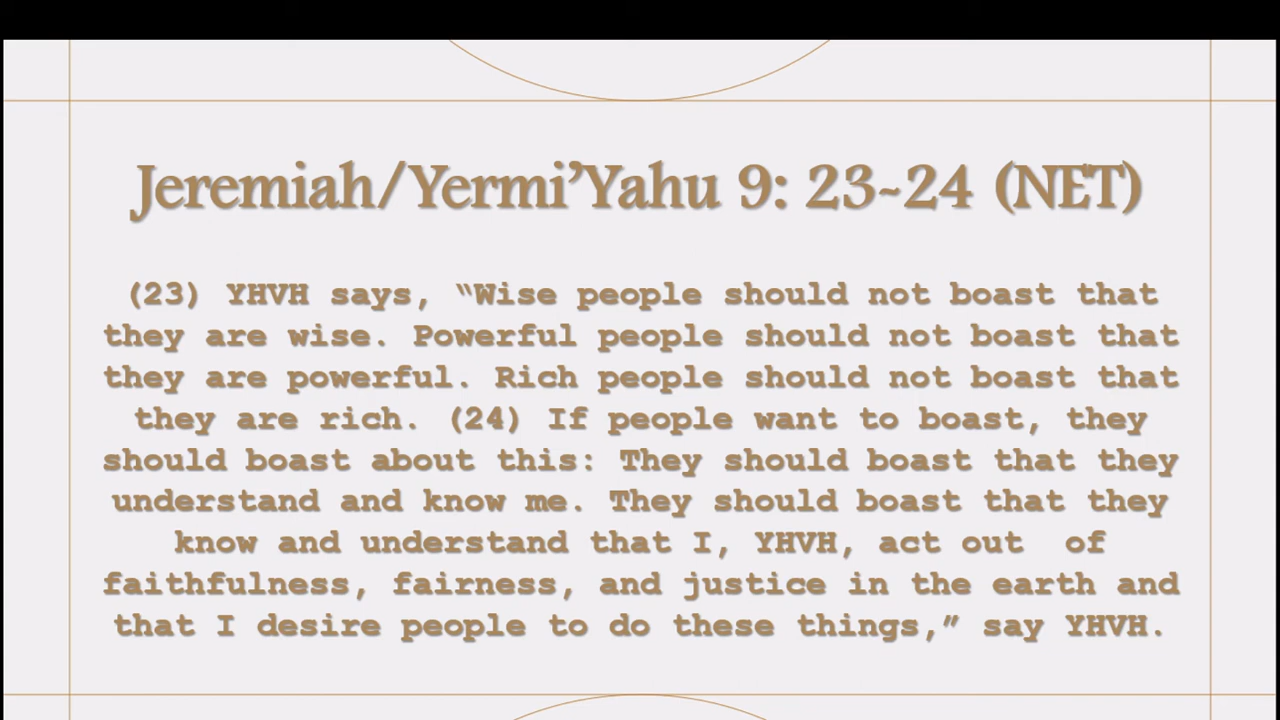 Jeremiah/Yermi’Yahu 9: 23~24 (NET)
(23) YHVH says, “Wise people should not boast that
they are wise. Powerful people should not boast that
they are powerful. Rich people should not boast that
they are rich. (24) If people want to boast, they
should boast about this: They should boast that they
understand and know me. They should boast that they
know and understand that I, YHVH, act out  of
faithfulness, fairness, and justice in the earth and
that I desire people to do these things,” say YHVH.